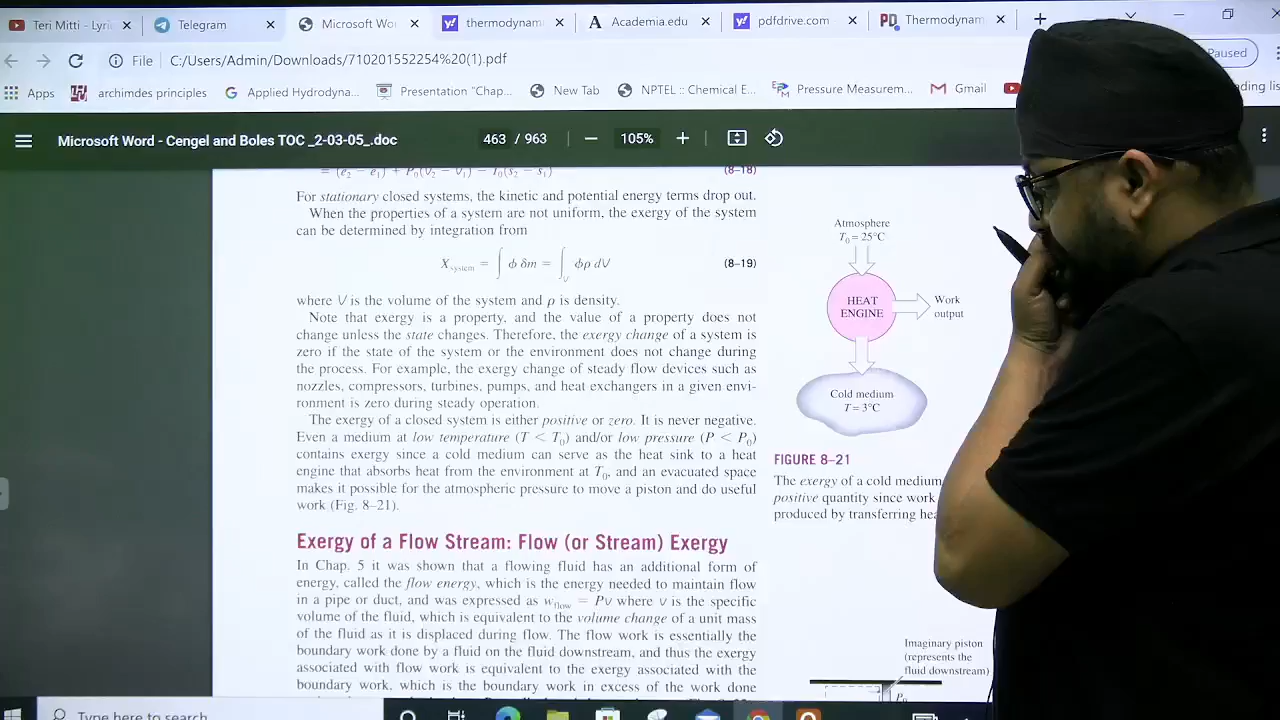 Teri Mitti - Lyri
Telegram
Microsoft Wo
thermodynam
Academia.edu
pdfdrive.com
Thermodynam
Paused
File
C:/Users/Admin/Downloads/710201552254%20(1).pdf
Apps
archimdes principles
Applied Hydrodyna...
Presentation "Chap...
New Tab
NPTEL :: Chemical E...
Pressure Measurem...
Gmail
ding list
Microsoft Word - Cengel and Boles TOC _2-03-05_.doc
463 / 963
105%
= (e₂ − e₁) + P₀(v₂ − v₁) − T₀(s₂ − s₁) (8-18)
For stationary closed systems, the kinetic and potential energy terms drop out.
When the properties of a system are not uniform, the exergy of the system
can be determined by integration from
X_system = ∫ ϕ δm = ∫_V ϕρ dV (8-19)
where V is the volume of the system and ρ is density.
Note that exergy is a property, and the value of a property does not
change unless the state changes. Therefore, the exergy change of a system is
zero if the state of the system or the environment does not change during
the process. For example, the exergy change of steady flow devices such as
nozzles, compressors, turbines, pumps, and heat exchangers in a given envi-
ronment is zero during steady operation.
The exergy of a closed system is either positive or zero. It is never negative.
Even a medium at low temperature (T < T₀) and/or low pressure (P < P₀)
contains exergy since a cold medium can serve as the heat sink to a heat
engine that absorbs heat from the environment at T₀, and an evacuated space
makes it possible for the atmospheric pressure to move a piston and do useful
work (Fig. 8-21).
Exergy of a Flow Stream: Flow (or Stream) Exergy
In Chap. 5 it was shown that a flowing fluid has an additional form of
energy, called the flow energy, which is the energy needed to maintain flow
in a pipe or duct, and was expressed as w_flow = Pv where v is the specific
volume of the fluid, which is equivalent to the volume change of a unit mass
of the fluid as it is displaced during flow. The flow work is essentially the
boundary work done by a fluid on the fluid downstream, and thus the exergy
associated with flow work is equivalent to the exergy associated with the
boundary work, which is the boundary work in excess of the work done
Atmosphere
T₀ = 25°C
HEAT
ENGINE
Work
output
Cold medium
T = 3°C
FIGURE 8-21
The exergy of a cold medium
positive quantity since work
produced by transferring hea
Imaginary piston
(represents the
fluid downstream)
P₀
Type here to search